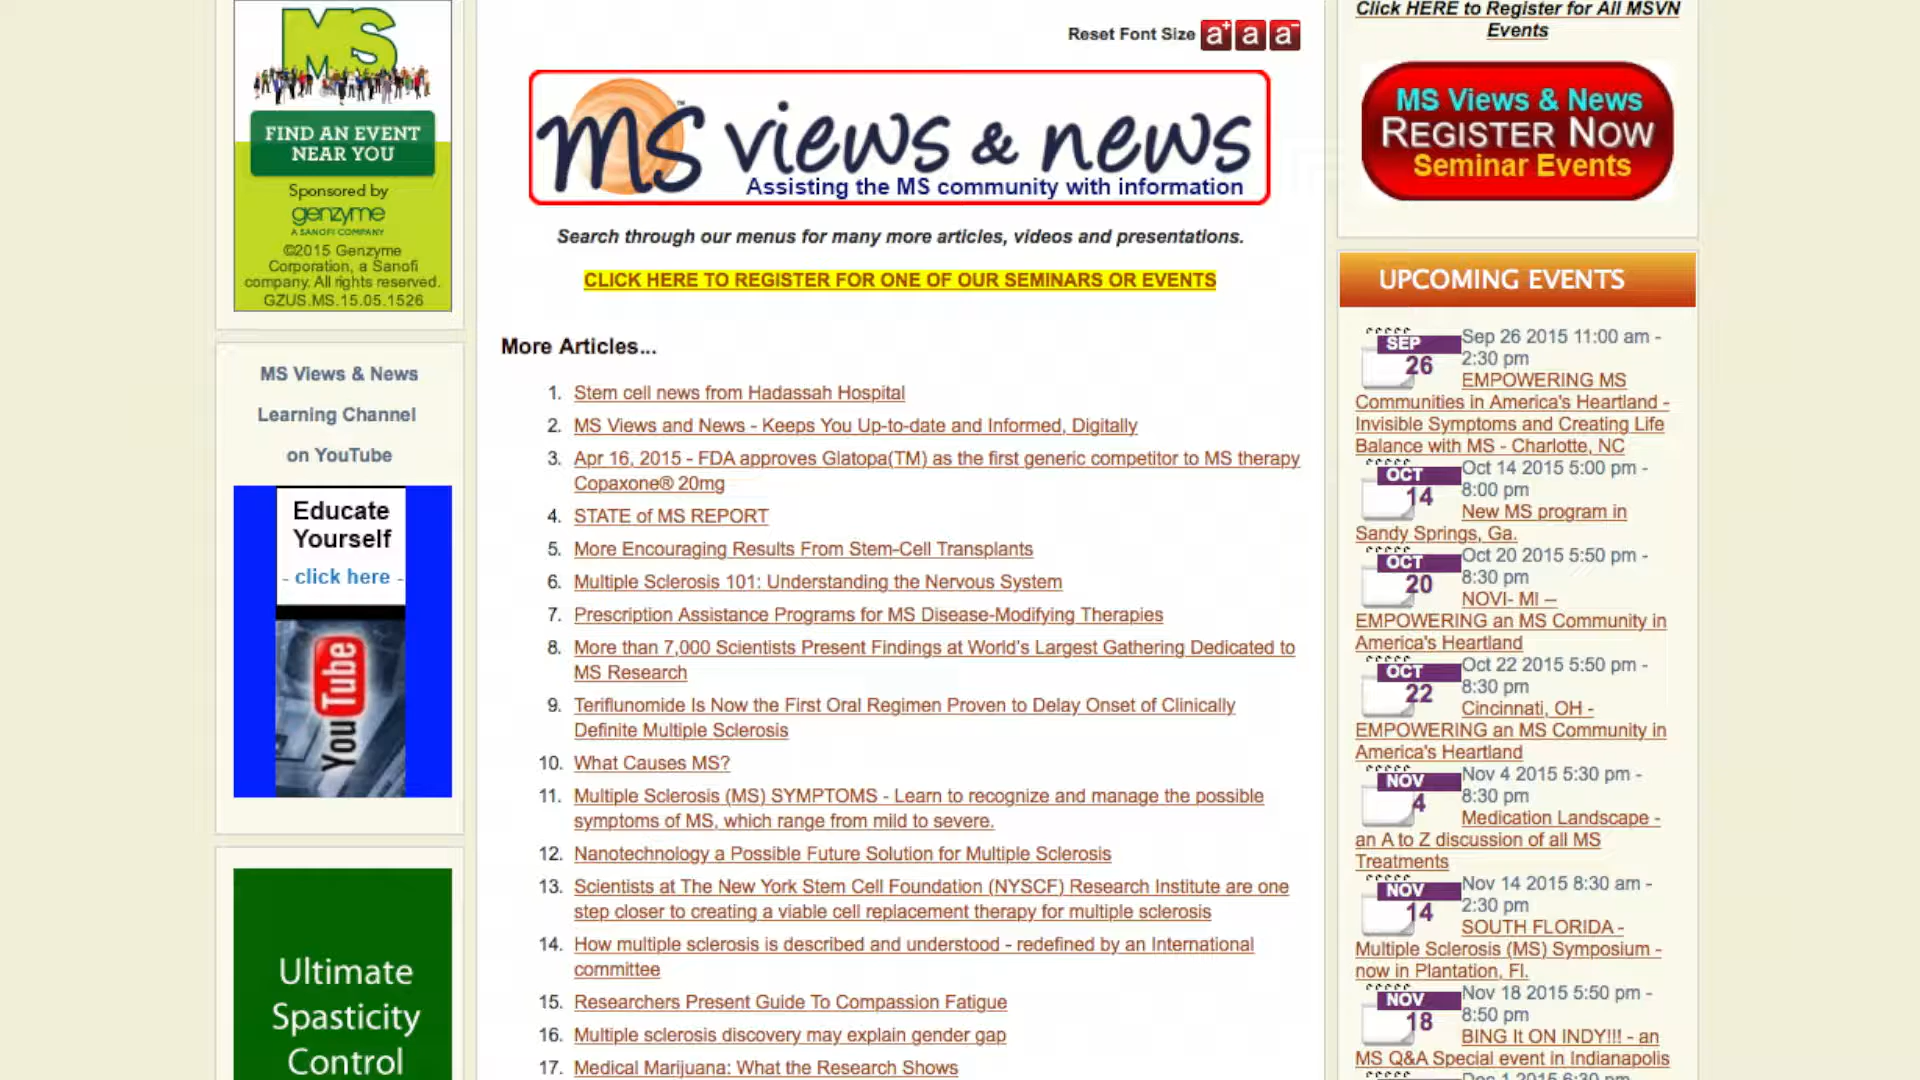 MS
FIND AN EVENT
NEAR YOU
Sponsored by
genzyme
A SANOFI COMPANY
©2015 Genzyme
Corporation, a Sanofi
company. All rights reserved.
GZUS.MS.15.05.1526
MS Views & News
Learning Channel
on YouTube
Educate
Yourself
- click here -
YouTube
Ultimate
Spasticity
Control
Reset Font Size a+ a a-
ms views & news
Assisting the MS community with information
Search through our menus for many more articles, videos and presentations.
CLICK HERE TO REGISTER FOR ONE OF OUR SEMINARS OR EVENTS
More Articles...
1. Stem cell news from Hadassah Hospital
2. MS Views and News - Keeps You Up-to-date and Informed, Digitally
3. Apr 16, 2015 - FDA approves Glatopa(TM) as the first generic competitor to MS therapy
Copaxone® 20mg
4. STATE of MS REPORT
5. More Encouraging Results From Stem-Cell Transplants
6. Multiple Sclerosis 101: Understanding the Nervous System
7. Prescription Assistance Programs for MS Disease-Modifying Therapies
8. More than 7,000 Scientists Present Findings at World's Largest Gathering Dedicated to
MS Research
9. Teriflunomide Is Now the First Oral Regimen Proven to Delay Onset of Clinically
Definite Multiple Sclerosis
10. What Causes MS?
11. Multiple Sclerosis (MS) SYMPTOMS - Learn to recognize and manage the possible
symptoms of MS, which range from mild to severe.
12. Nanotechnology a Possible Future Solution for Multiple Sclerosis
13. Scientists at The New York Stem Cell Foundation (NYSCF) Research Institute are one
step closer to creating a viable cell replacement therapy for multiple sclerosis
14. How multiple sclerosis is described and understood - redefined by an International
committee
15. Researchers Present Guide To Compassion Fatigue
16. Multiple sclerosis discovery may explain gender gap
17. Medical Marijuana: What the Research Shows
Click HERE to Register for All MSVN
Events
MS Views & News
REGISTER NOW
Seminar Events
UPCOMING EVENTS
SEP
26
Sep 26 2015 11:00 am -
2:30 pm
EMPOWERING MS
Communities in America's Heartland -
Invisible Symptoms and Creating Life
Balance with MS - Charlotte, NC
OCT
14
Oct 14 2015 5:00 pm -
8:00 pm
New MS program in
Sandy Springs, Ga.
OCT
20
Oct 20 2015 5:50 pm -
8:30 pm
NOVI- MI –
EMPOWERING an MS Community in
America's Heartland
OCT
22
Oct 22 2015 5:50 pm -
8:30 pm
Cincinnati, OH -
EMPOWERING an MS Community in
America's Heartland
NOV
4
Nov 4 2015 5:30 pm -
8:30 pm
Medication Landscape -
an A to Z discussion of all MS
Treatments
NOV
14
Nov 14 2015 8:30 am -
2:30 pm
SOUTH FLORIDA -
Multiple Sclerosis (MS) Symposium -
now in Plantation, Fl.
NOV
18
Nov 18 2015 5:50 pm -
8:50 pm
BING It ON INDY!!! - an
MS Q&A Special event in Indianapolis
Dec 1 2015 6:30 pm -